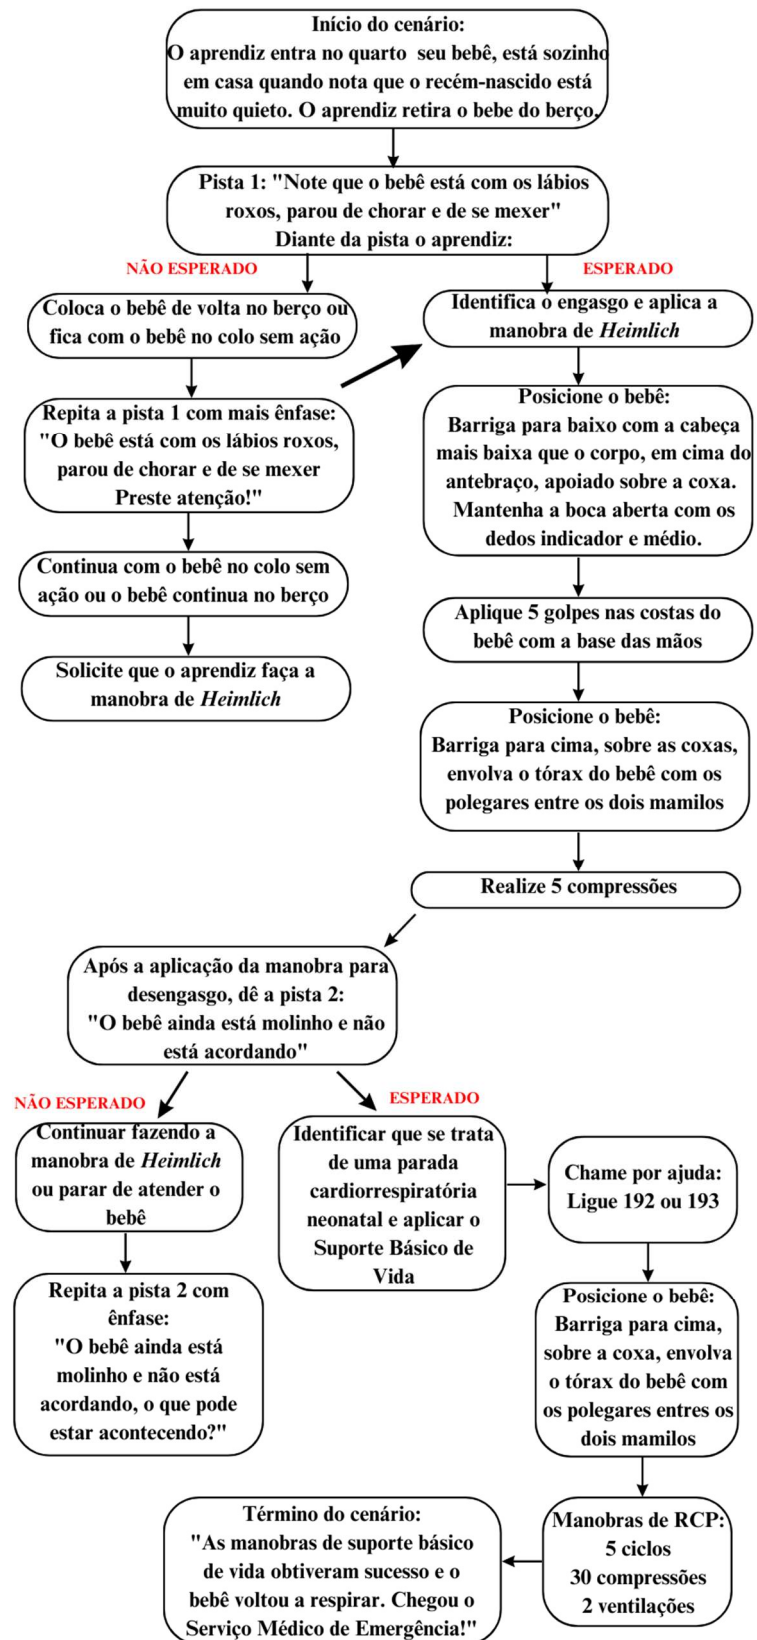 Início do cenário:
O aprendiz entra no quarto seu bebê, está sozinho
em casa quando nota que o recém-nascido está
muito quieto. O aprendiz retira o bebe do berço.
Pista 1: "Note que o bebê está com os lábios
roxos, parou de chorar e de se mexer"
Diante da pista o aprendiz:
NÃO ESPERADO
Coloca o bebê de volta no berço ou
fica com o bebê no colo sem ação
Repita a pista 1 com mais ênfase:
"O bebê está com os lábios roxos,
parou de chorar e de se mexer
Preste atenção!"
Continua com o bebê no colo sem
ação ou o bebê continua no berço
Solicite que o aprendiz faça a
manobra de Heimlich
ESPERADO
Identifica o engasgo e aplica a
manobra de Heimlich
Posicione o bebê:
Barriga para baixo com a cabeça
mais baixa que o corpo, em cima do
antebraço, apoiado sobre a coxa.
Mantenha a boca aberta com os
dedos indicador e médio.
Aplique 5 golpes nas costas do
bebê com a base das mãos
Posicione o bebê:
Barriga para cima, sobre as coxas,
envolva o tórax do bebê com os
polegares entre os dois mamilos
Realize 5 compressões
Após a aplicação da manobra para
desengasgo, dê a pista 2:
"O bebê ainda está molinho e não
está acordando"
NÃO ESPERADO
Continuar fazendo a
manobra de Heimlich
ou parar de atender o
bebê
Repita a pista 2 com
ênfase:
"O bebê ainda está
molinho e não está
acordando, o que pode
estar acontecendo?"
ESPERADO
Identificar que se trata
de uma parada
cardiorrespiratória
neonatal e aplicar o
Suporte Básico de
Vida
Chame por ajuda:
Ligue 192 ou 193
Posicione o bebê:
Barriga para cima,
sobre a coxa, envolva
o tórax do bebê com
os polegares entres os
dois mamilos
Manobras de RCP:
5 ciclos
30 compressões
2 ventilações
Término do cenário:
"As manobras de suporte básico
de vida obtiveram sucesso e o
bebê voltou a respirar. Chegou o
Serviço Médico de Emergência!"